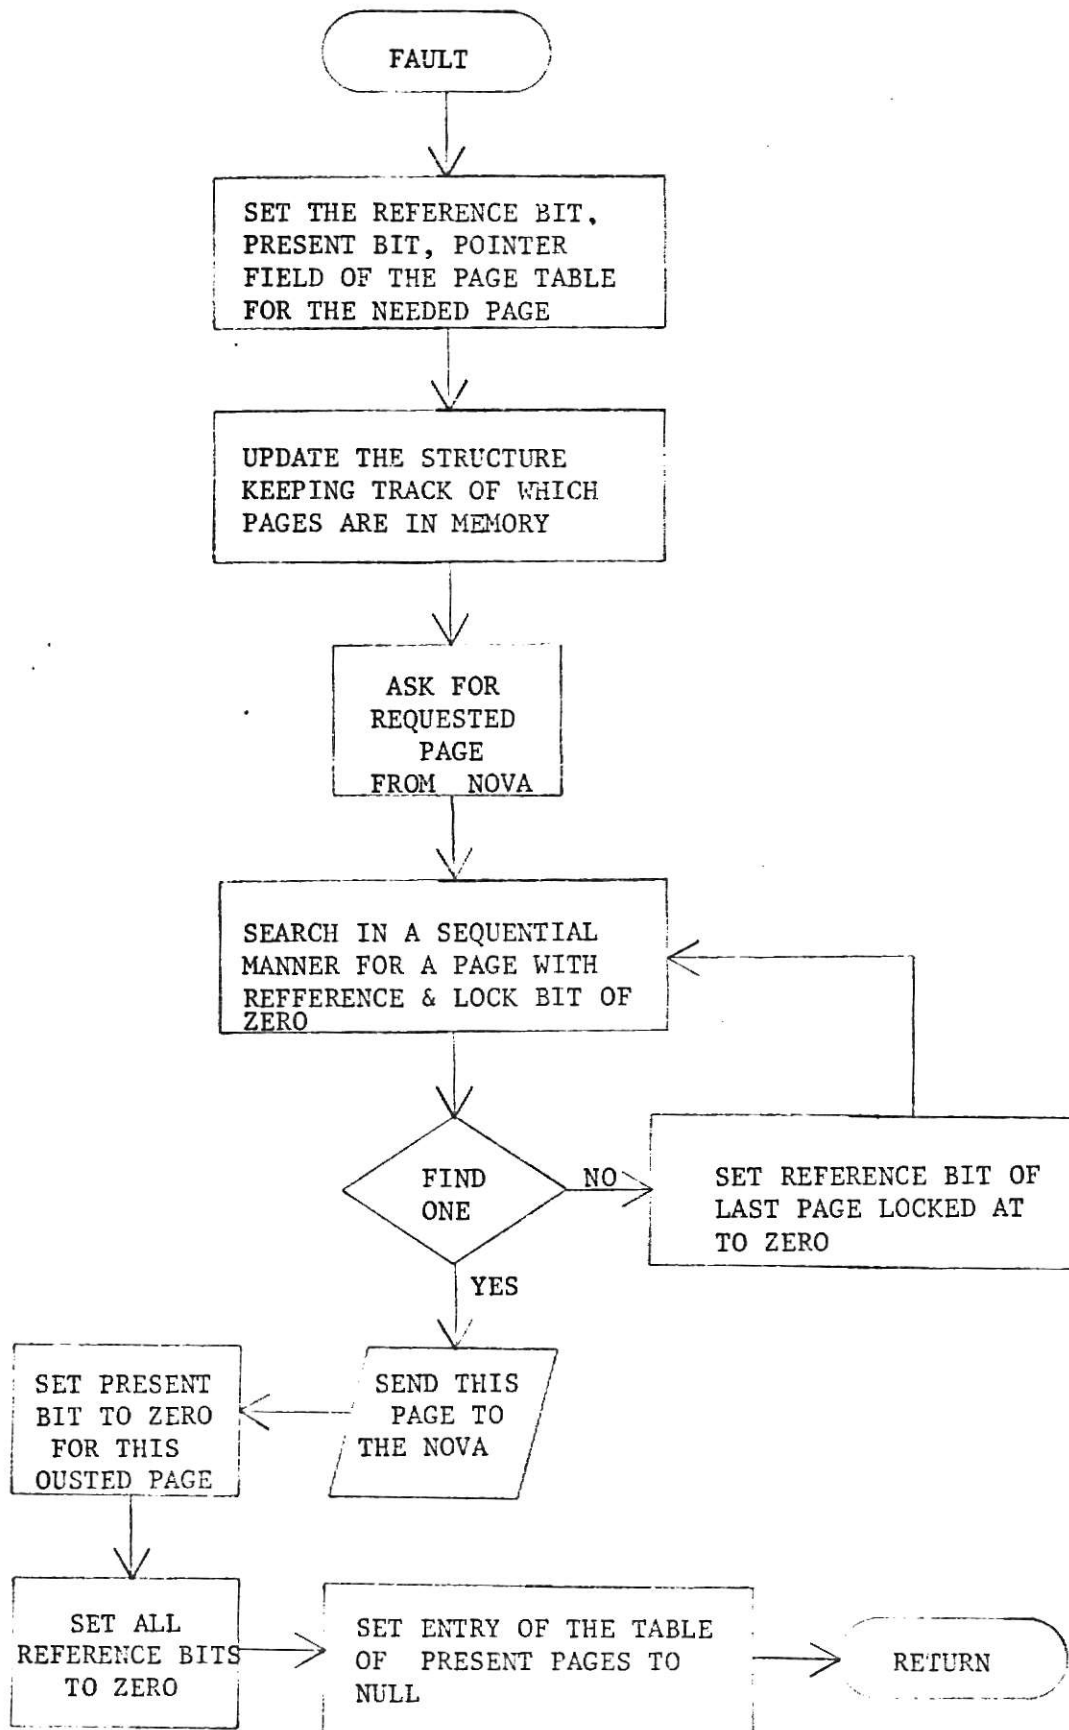 FAULT
SET THE REFERENCE BIT,
PRESENT BIT, POINTER
FIELD OF THE PAGE TABLE
FOR THE NEEDED PAGE
UPDATE THE STRUCTURE
KEEPING TRACK OF WHICH
PAGES ARE IN MEMORY
ASK FOR
REQUESTED
PAGE
FROM NOVA
SEARCH IN A SEQUENTIAL
MANNER FOR A PAGE WITH
REFFERENCE & LOCK BIT OF
ZERO
FIND
ONE
NO
SET REFERENCE BIT OF
LAST PAGE LOCKED AT
TO ZERO
YES
SEND THIS
PAGE TO
THE NOVA
SET PRESENT
BIT TO ZERO
FOR THIS
OUSTED PAGE
SET ALL
REFERENCE BITS
TO ZERO
SET ENTRY OF THE TABLE
OF PRESENT PAGES TO
NULL
RETURN